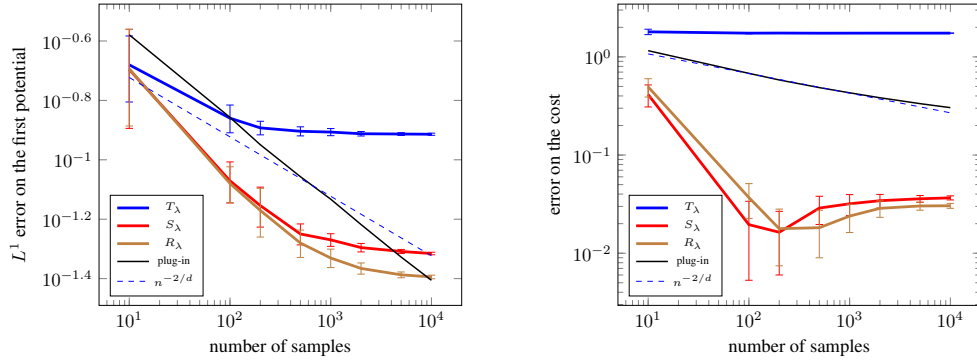 10^{−0.6}
10^{−0.8}
10^{−1}
10^{−1.2}
10^{−1.4}
L^1 error on the first potential
T_λ
S_λ
R_λ
plug-in
n^{−2/d}
10^1
10^2
10^3
10^4
number of samples
10^0
10^{−1}
10^{−2}
error on the cost
T_λ
S_λ
R_λ
plug-in
n^{−2/d}
10^1
10^2
10^3
10^4
number of samples